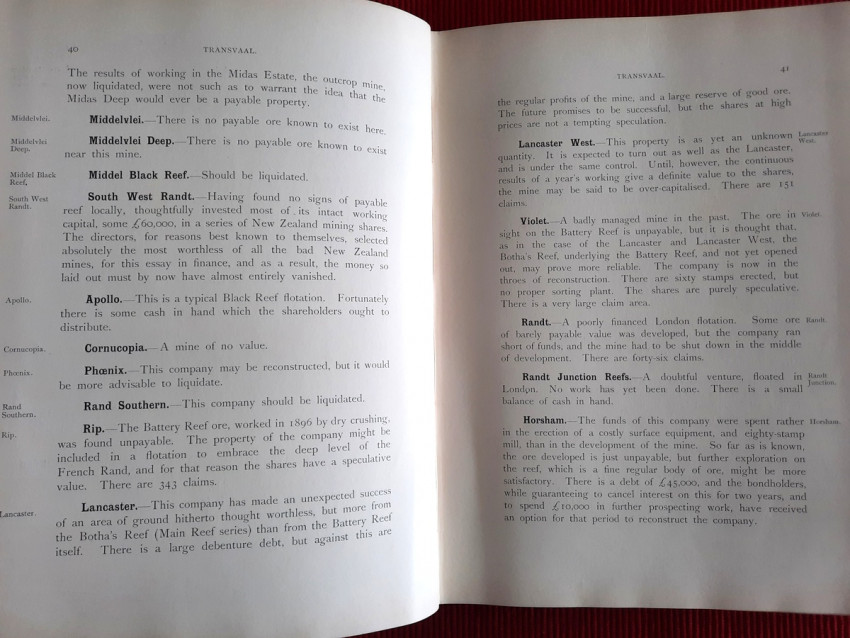 40
TRANSVAAL.
The results of working in the Midas Estate, the outcrop mine,
now liquidated, were not such as to warrant the idea that the
Midas Deep would ever be a payable property.
Middelvlei.
Middelvlei.—There is no payable ore known to exist here.
Middelvlei
Deep.
Middelvlei Deep.—There is no payable ore known to exist
near this mine.
Middel Black
Reef.
Middel Black Reef.—Should be liquidated.
South West
Randt.
South West Randt.—Having found no signs of payable
reef locally, thoughtfully invested most of its intact working
capital, some £60,000, in a series of New Zealand mining shares.
The directors, for reasons best known to themselves, selected
absolutely the most worthless of all the bad New Zealand
mines, for this essay in finance, and as a result, the money so
laid out must by now have almost entirely vanished.
Apollo.
Apollo.—This is a typical Black Reef flotation. Fortunately
there is some cash in hand which the shareholders ought to
distribute.
Cornucopia.
Cornucopia.—A mine of no value.
Phœnix.
Phœnix.—This company may be reconstructed, but it would
be more advisable to liquidate.
Rand
Southern.
Rand Southern.—This company should be liquidated.
Rip.
Rip.—The Battery Reef ore, worked in 1896 by dry crushing,
was found unpayable. The property of the company might be
included in a flotation to embrace the deep level of the
French Rand, and for that reason the shares have a speculative
value. There are 343 claims.
Lancaster.
Lancaster.—This company has made an unexpected success
of an area of ground hitherto thought worthless, but more from
the Botha's Reef (Main Reef series) than from the Battery Reef
itself. There is a large debenture debt, but against this are
TRANSVAAL.
41
the regular profits of the mine, and a large reserve of good ore.
The future promises to be successful, but the shares at high
prices are not a tempting speculation.
Lancaster West.—This property is as yet an unknown
Lancaster
West.
quantity. It is expected to turn out as well as the Lancaster,
and is under the same control. Until, however, the continuous
results of a year's working give a definite value to the shares,
the mine may be said to be over-capitalised. There are 151
claims.
Violet.—A badly managed mine in the past. The ore in
Violet.
sight on the Battery Reef is unpayable, but it is thought that,
as in the case of the Lancaster and Lancaster West, the
Botha's Reef, underlying the Battery Reef, and not yet opened
out, may prove more reliable. The company is now in the
throes of reconstruction. There are sixty stamps erected, but
no proper sorting plant. The shares are purely speculative.
There is a very large claim area.
Randt.—A poorly financed London flotation. Some ore
Randt.
of barely payable value was developed, but the company ran
short of funds, and the mine had to be shut down in the middle
of development. There are forty-six claims.
Randt Junction Reefs.—A doubtful venture, floated in
Randt
Junction.
London. No work has yet been done. There is a small
balance of cash in hand.
Horsham.—The funds of this company were spent rather
Horsham.
in the erection of a costly surface equipment, and eighty-stamp
mill, than in the development of the mine. So far as is known,
the ore developed is just unpayable, but further exploration on
the reef, which is a fine regular body of ore, might be more
satisfactory. There is a debt of £45,000, and the bondholders,
while guaranteeing to cancel interest on this for two years, and
to spend £10,000 in further prospecting work, have received
an option for that period to reconstruct the company.